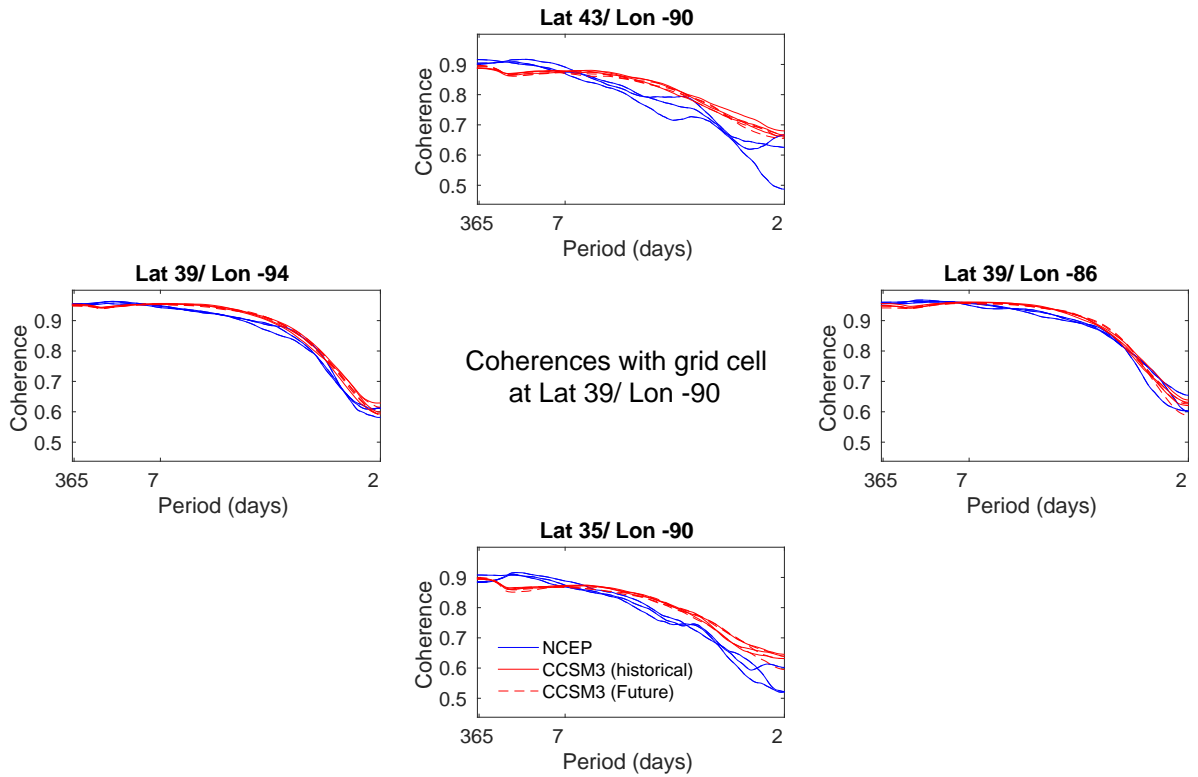 Lat 43/ Lon -90
0.9
0.8
0.7
0.6
0.5
Coherence
365 7 2
Period (days)
Lat 39/ Lon -94
0.9
0.8
0.7
0.6
0.5
Coherence
365 7 2
Period (days)
Coherences with grid cell
at Lat 39/ Lon -90
Lat 39/ Lon -86
0.9
0.8
0.7
0.6
0.5
Coherence
365 7 2
Period (days)
Lat 35/ Lon -90
0.9
0.8
0.7
0.6
0.5
Coherence
NCEP
CCSM3 (historical)
CCSM3 (Future)
365 7 2
Period (days)